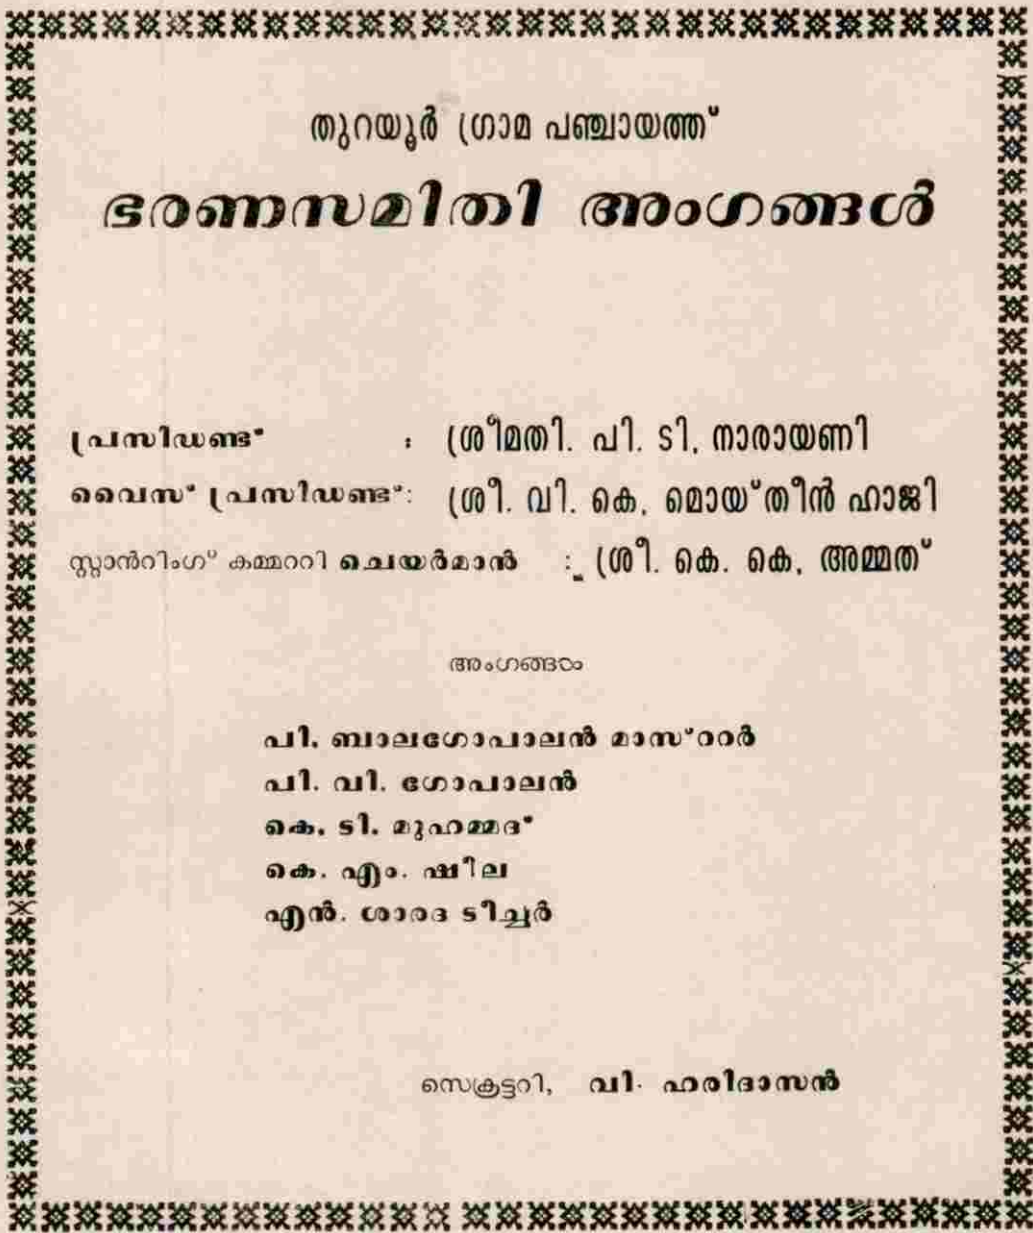 തുറയൂർ ഗ്രാമ പഞ്ചായത്ത്
ഭരണസമിതി അംഗങ്ങൾ
പ്രസിഡണ്ട് : ശ്രീമതി. പി. ടി. നാരായണി
വൈസ് പ്രസിഡണ്ട് : ശ്രീ. വി. കെ. മൊയ്തീൻ ഹാജി
സ്റ്റാൻറിംഗ് കമ്മററി ചെയർമാൻ : ശ്രീ. കെ. കെ. അമ്മത്
അംഗങ്ങൾ
പി. ബാലഗോപാലൻ മാസ്ററർ
പി. വി. ഗോപാലൻ
കെ. ടി. മുഹമ്മദ്
കെ. എം. ഷീല
എൻ. ശാരദ ടീച്ചർ
സെക്രട്ടറി, വി. ഹരിദാസൻ